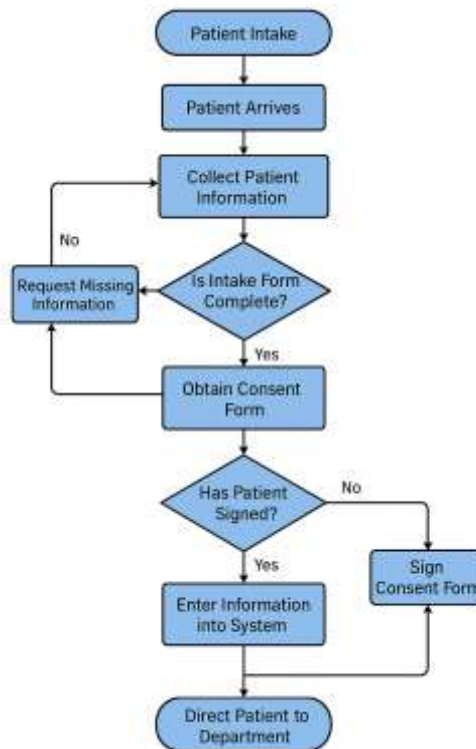 Patient Intake
Patient Arrives
Collect Patient
Information
No
Request Missing
Information
Is Intake Form
Complete?
Yes
Obtain Consent
Form
Has Patient
Signed?
No
Yes
Sign
Consent Form
Enter Information
into System
Direct Patient to
Department